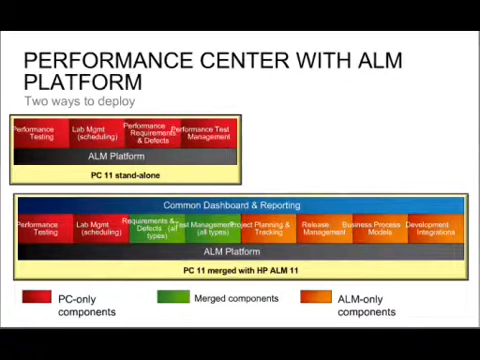 PERFORMANCE CENTER WITH ALM
PLATFORM
Two ways to deploy
Performance Testing
Lab Mgmt (scheduling)
Performance Requirements & Defects
Performance Test Management
ALM Platform
PC 11 stand-alone
Common Dashboard & Reporting
Performance Testing
Lab Mgmt (scheduling)
Requirements & Defects (all types)
Test Management (all types)
Project Planning & Tracking
Release Management
Business Process Models
Development Integrations
ALM Platform
PC 11 merged with HP ALM 11
PC-only components
Merged components
ALM-only components